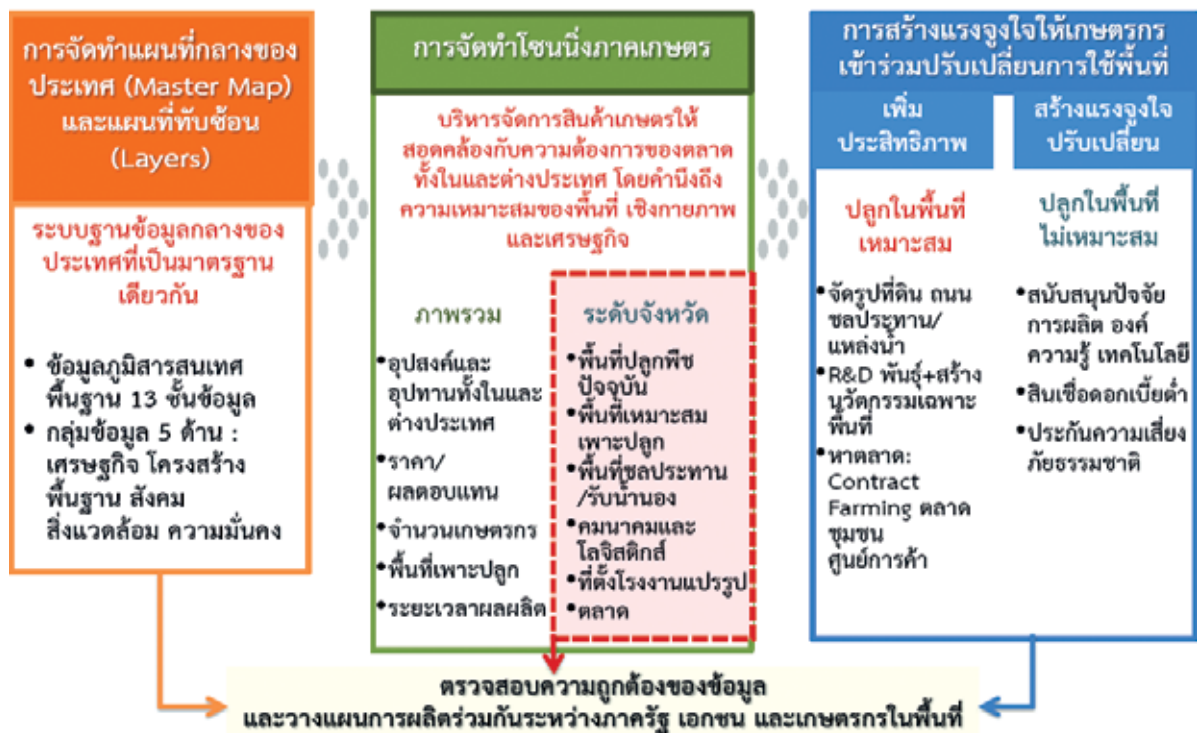 การจัดทำแผนที่กลางของ
ประเทศ (Master Map)
และแผนที่ทับซ้อน
(Layers)
ระบบฐานข้อมูลกลางของ
ประเทศที่เป็นมาตรฐาน
เดียวกัน
• ข้อมูลภูมิสารสนเทศ
พื้นฐาน 13 ชั้นข้อมูล
• กลุ่มข้อมูล 5 ด้าน :
เศรษฐกิจ โครงสร้าง
พื้นฐาน สังคม
สิ่งแวดล้อม ความมั่นคง
การจัดทำโซนนิ่งภาคเกษตร
บริหารจัดการสินค้าเกษตรให้
สอดคล้องกับความต้องการของตลาด
ทั้งในและต่างประเทศ โดยคำนึงถึง
ความเหมาะสมของพื้นที่ เชิงกายภาพ
และเศรษฐกิจ
ภาพรวม
•อุปสงค์และ
อุปทานทั้งในและ
ต่างประเทศ
•ราคา/
ผลตอบแทน
•จำนวนเกษตรกร
•พื้นที่เพาะปลูก
•ระยะเวลาผลผลิต
ระดับจังหวัด
•พื้นที่ปลูกพืช
ปัจจุบัน
•พื้นที่เหมาะสม
เพาะปลูก
•พื้นที่ชลประทาน
/รับน้ำนอง
•คมนาคมและ
โลจิสติกส์
•ที่ตั้งโรงงานแปรรูป
•ตลาด
การสร้างแรงจูงใจให้เกษตรกร
เข้าร่วมปรับเปลี่ยนการใช้พื้นที่
เพิ่ม
ประสิทธิภาพ
ปลูกในพื้นที่
เหมาะสม
•จัดรูปที่ดิน ถนน
ชลประทาน/
แหล่งน้ำ
•R&D พันธุ์+สร้าง
นวัตกรรมเฉพาะ
พื้นที่
•หาตลาด:
Contract
Farming ตลาด
ชุมชน
ศูนย์การค้า
สร้างแรงจูงใจ
ปรับเปลี่ยน
ปลูกในพื้นที่
ไม่เหมาะสม
•สนับสนุนปัจจัย
การผลิต องค์
ความรู้ เทคโนโลยี
•สินเชื่อดอกเบี้ยต่ำ
•ประกันความเสี่ยง
ภัยธรรมชาติ
ตรวจสอบความถูกต้องของข้อมูล
และวางแผนการผลิตร่วมกันระหว่างภาครัฐ เอกชน และเกษตรกรในพื้นที่